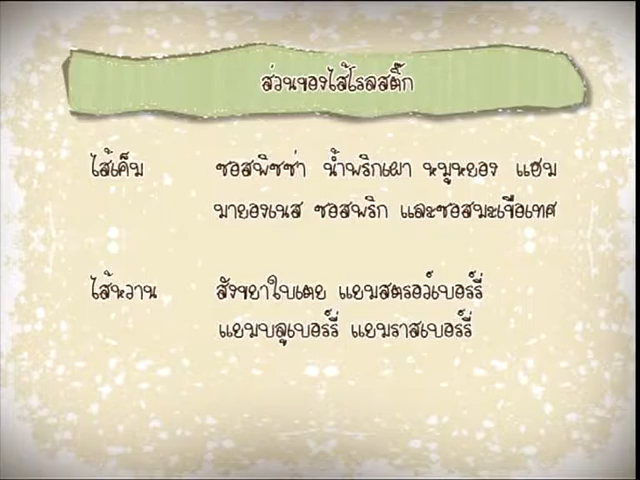 ส่วนของไส้โรลสติ๊ก
ไส้เค็ม ซอสพิซซ่า น้ำพริกเผา หมูหยอง แฮม
มายองเนส ซอสพริก และซอสมะเขือเทศ
ไส้หวาน สังขยาใบเตย แยมสตรอว์เบอร์รี่
แยมบลูเบอร์รี่ แยมราสเบอร์รี่